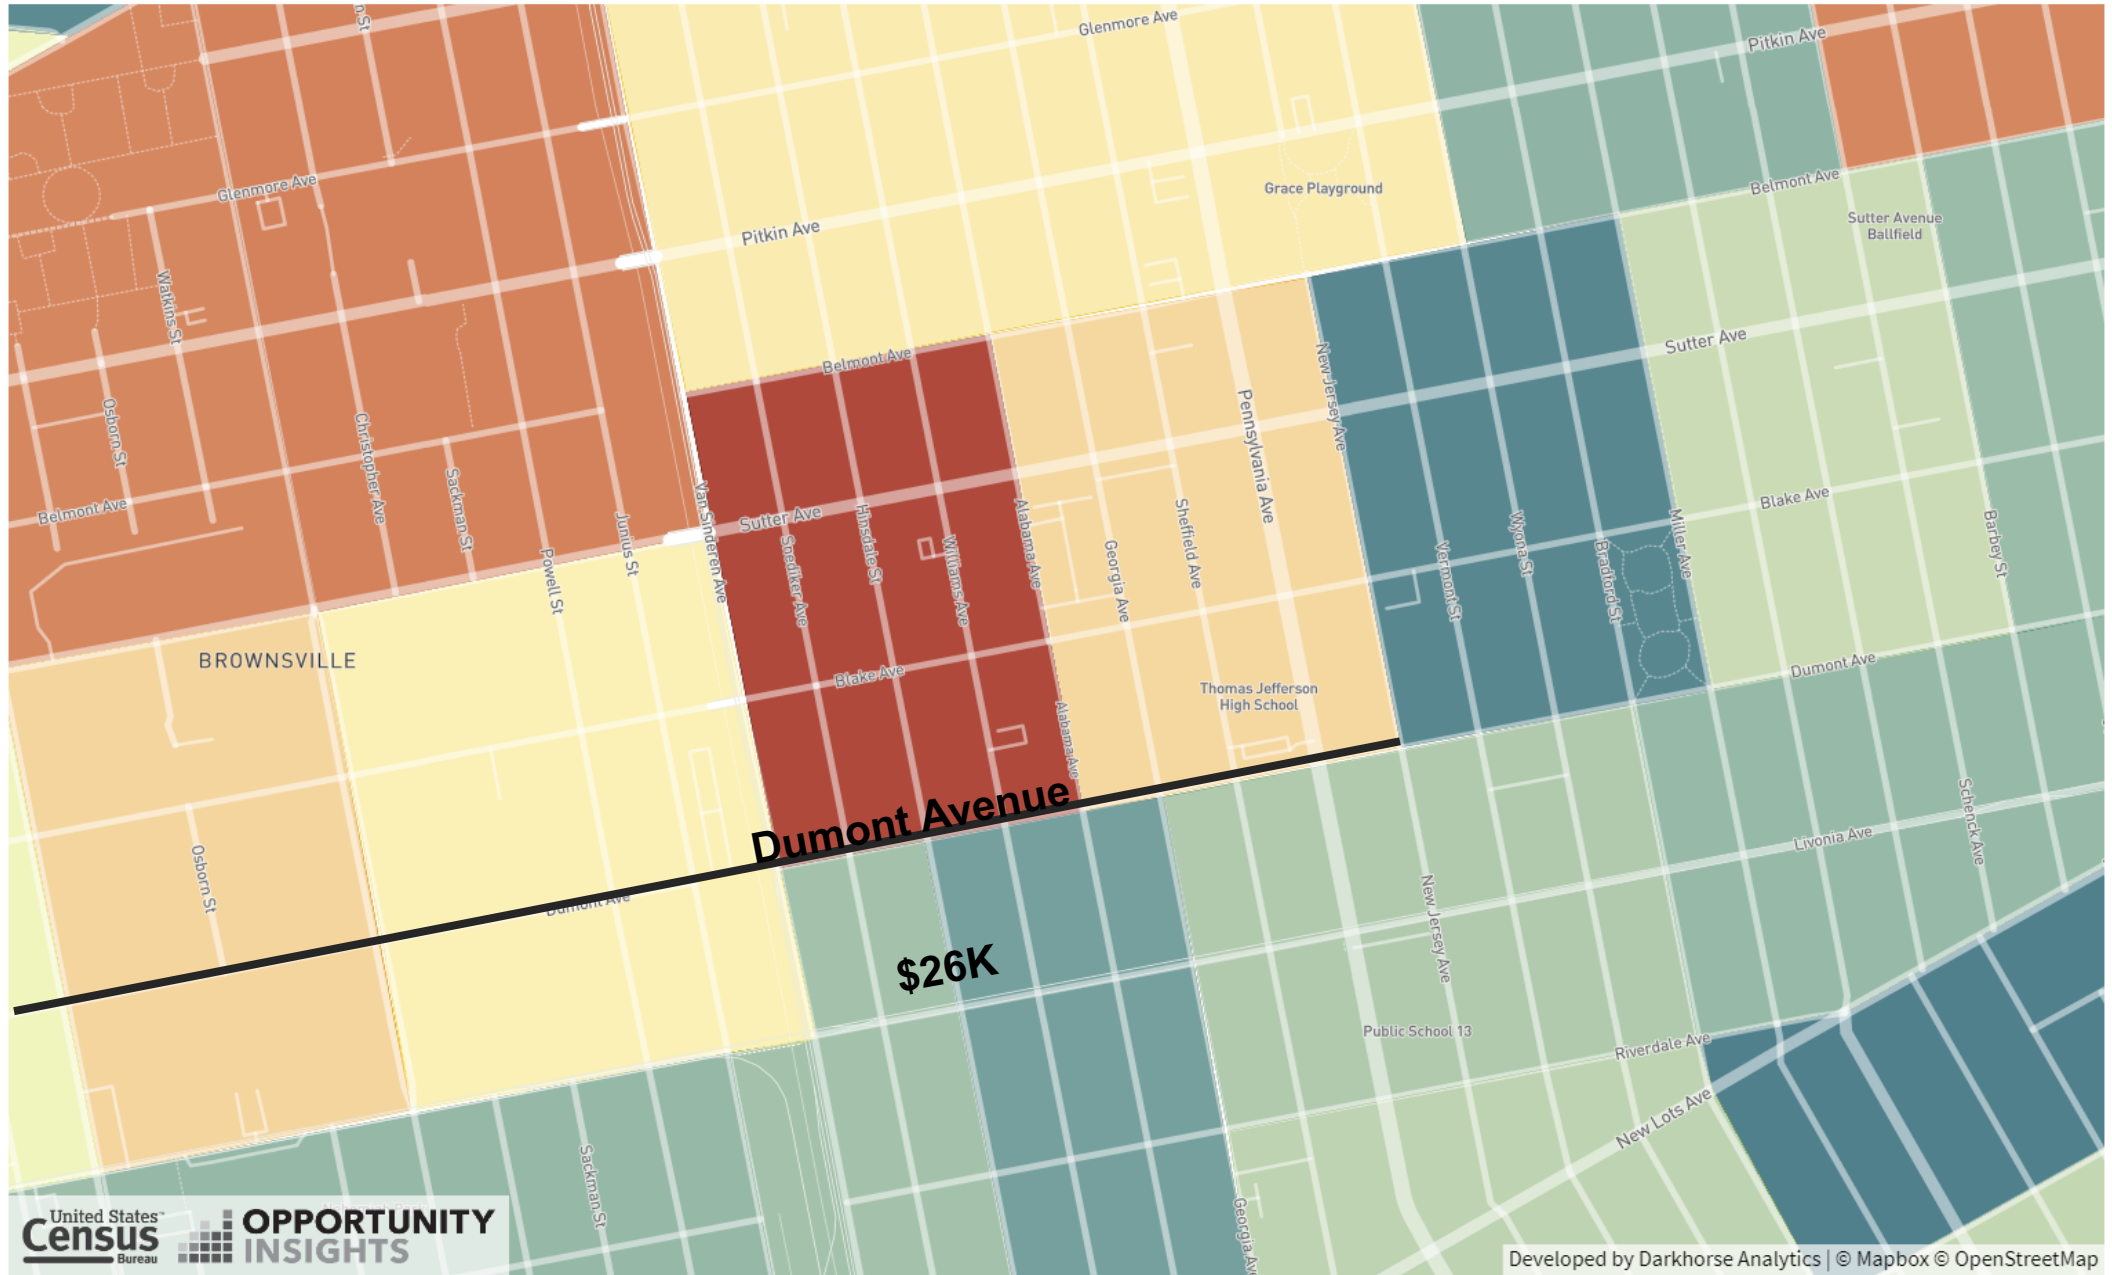 n St
Glenmore Ave
Pitkin Ave
Glenmore Ave
Grace Playground
Belmont Ave
Sutter Avenue
Ballfield
Pitkin Ave
Watkins St
Sutter Ave
Belmont Ave
New Jersey Ave
Osborn St
Christopher Ave
Pennsylvania Ave
Sackman St
Belmont Ave
Junius St
Van Sinderen Ave
Sutter Ave
Snediker Ave
Hinsdale St
Williams Ave
Alabama Ave
Georgia Ave
Sheffield Ave
Blake Ave
Vermont St
Wyona St
Bradford St
Miller Ave
Barbey St
Powell St
BROWNSVILLE
Blake Ave
Alabama Ave
Thomas Jefferson
High School
Dumont Ave
Dumont Avenue
Osborn St
Dumont Ave
Livonia Ave
Schenck Ave
New Jersey Ave
$26K
Public School 13
Riverdale Ave
New Lots Ave
Sackman St
Georgia Av
United States™
Census
Bureau
OPPORTUNITY
INSIGHTS
Developed by Darkhorse Analytics | © Mapbox © OpenStreetMap